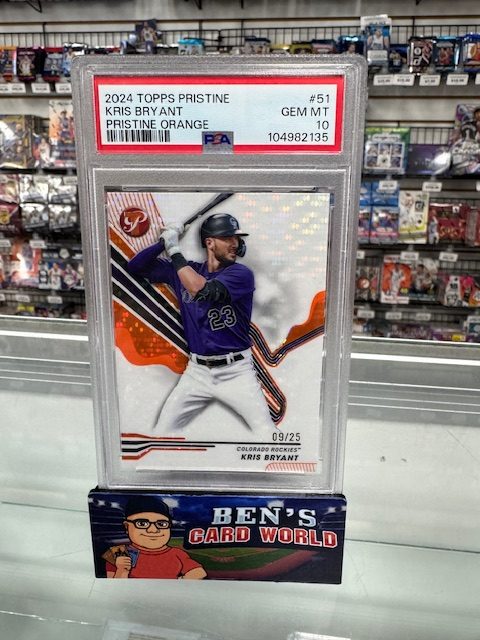 2024 TOPPS PRISTINE #51
KRIS BRYANT GEM MT
PRISTINE ORANGE 10
PSA 104982135
P
23
09/25
COLORADO ROCKIES™
KRIS BRYANT
BEN'S
CARD WORLD